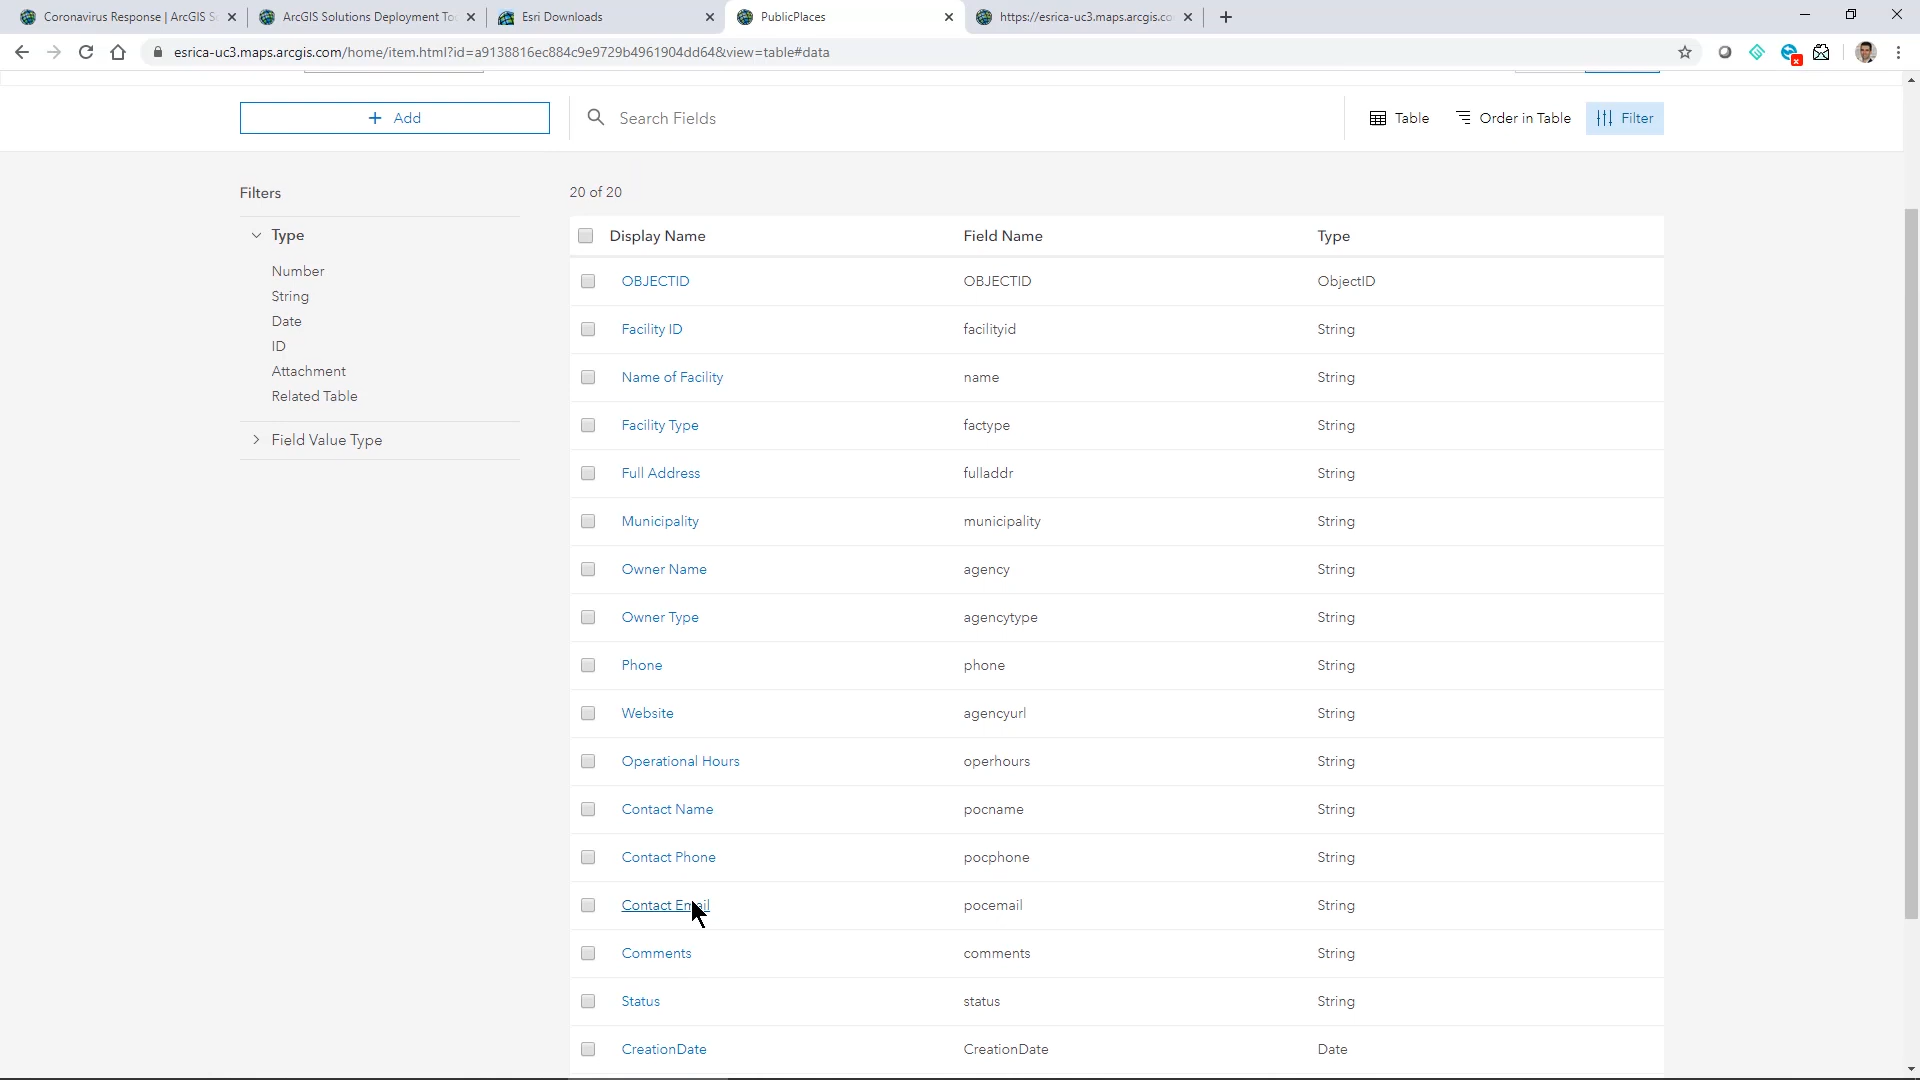 Coronavirus Response | ArcGIS S
ArcGIS Solutions Deployment To
Esri Downloads
PublicPlaces
https://esrica-uc3.maps.arcgis.co
esrica-uc3.maps.arcgis.com/home/item.html?id=a9138816ec884c9e9729b4961904dd64&view=table#data
+ Add
Search Fields
Table
Order in Table
Filter
Filters
20 of 20
Type
Number
String
Date
ID
Attachment
Related Table
Field Value Type
Display Name Field Name Type
OBJECTID OBJECTID ObjectID
Facility ID facilityid String
Name of Facility name String
Facility Type factype String
Full Address fulladdr String
Municipality municipality String
Owner Name agency String
Owner Type agencytype String
Phone phone String
Website agencyurl String
Operational Hours operhours String
Contact Name pocname String
Contact Phone pocphone String
Contact Email pocemail String
Comments comments String
Status status String
CreationDate CreationDate Date